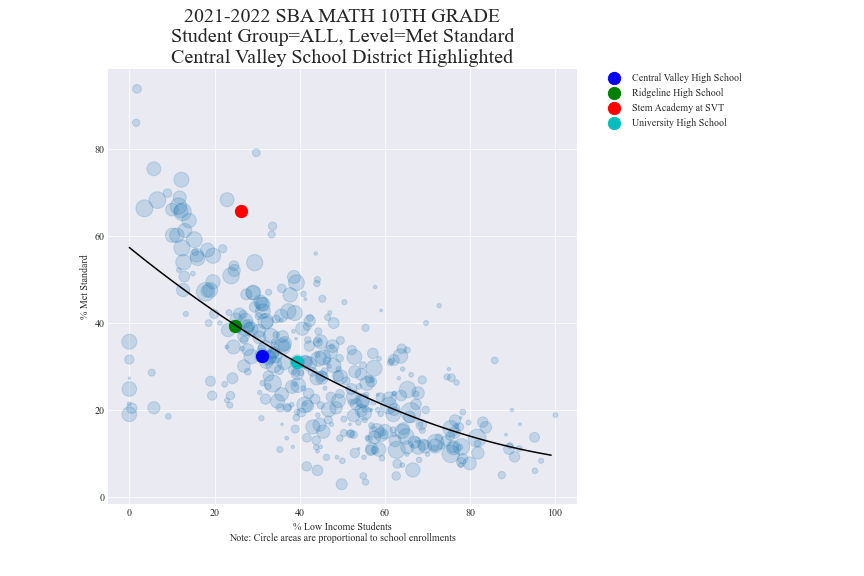 2021-2022 SBA MATH 10TH GRADE
Student Group=ALL, Level=Met Standard
Central Valley School District Highlighted
Central Valley High School
Ridgeline High School
Stem Academy at SVT
University High School
% Met Standard
80
60
40
20
0
0 20 40 60 80 100
% Low Income Students
Note: Circle areas are proportional to school enrollments